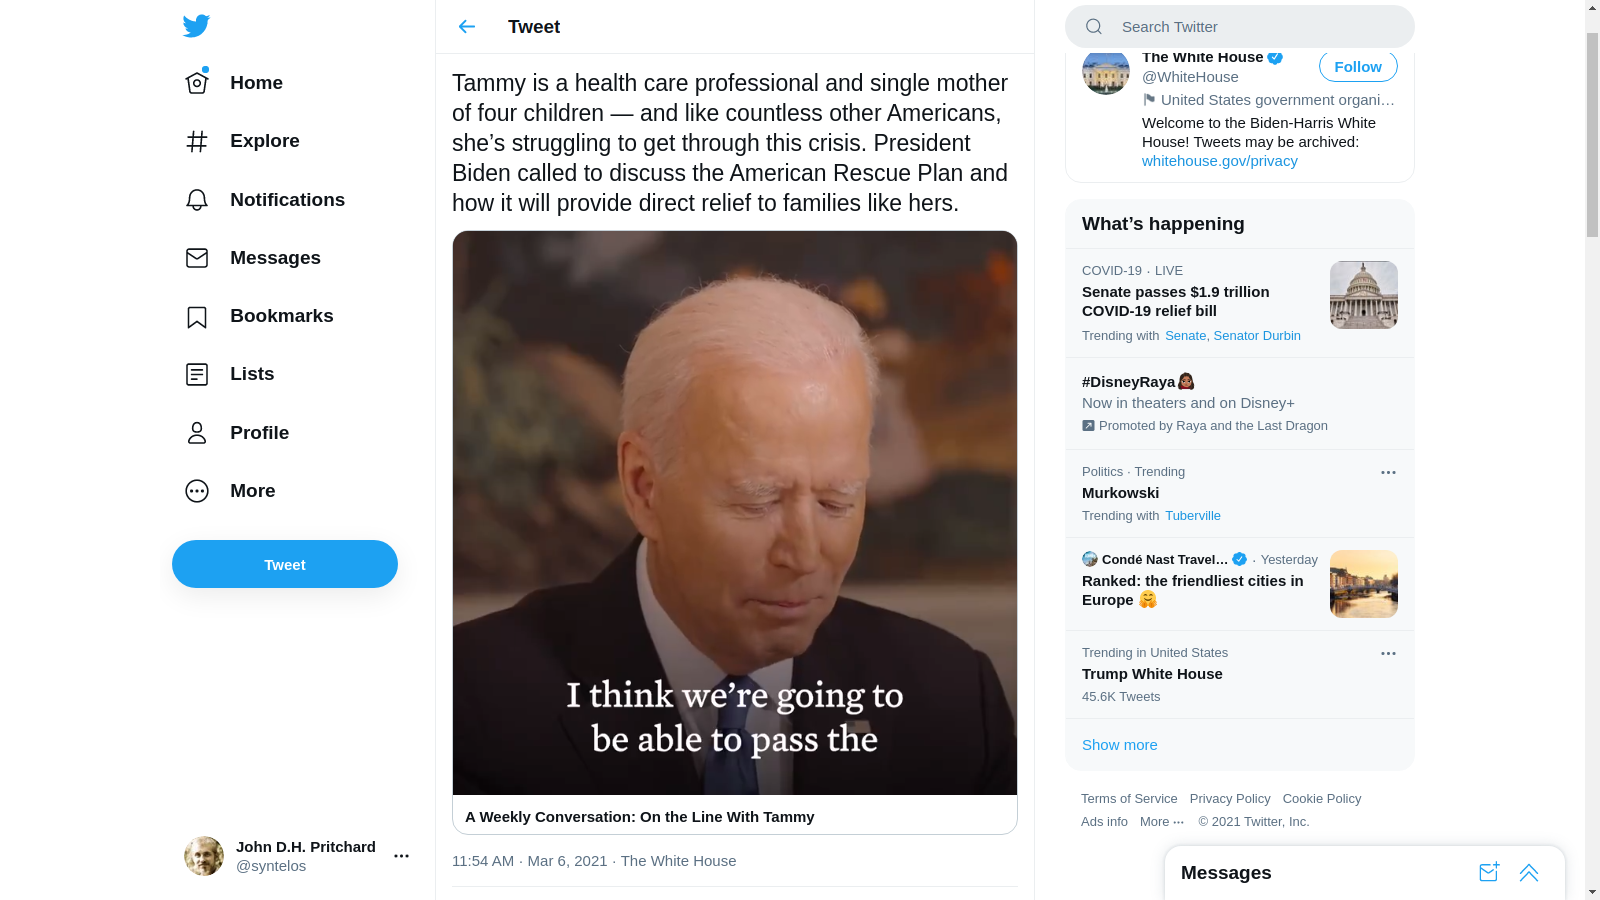 Home
Explore
Notifications
Messages
Bookmarks
Lists
Profile
More
Tweet
John D.H. Pritchard
@syntelos
Tweet
Tammy is a health care professional and single mother
of four children — and like countless other Americans,
she’s struggling to get through this crisis. President
Biden called to discuss the American Rescue Plan and
how it will provide direct relief to families like hers.
I think we’re going to
be able to pass the
A Weekly Conversation: On the Line With Tammy
11:54 AM · Mar 6, 2021 · The White House
Search Twitter
The White House
@WhiteHouse
Follow
United States government organi…
Welcome to the Biden-Harris White
House! Tweets may be archived:
whitehouse.gov/privacy
What’s happening
COVID-19 · LIVE
Senate passes $1.9 trillion
COVID-19 relief bill
Trending with Senate, Senator Durbin
#DisneyRaya
Now in theaters and on Disney+
Promoted by Raya and the Last Dragon
Politics · Trending
Murkowski
Trending with Tuberville
Condé Nast Travel… · Yesterday
Ranked: the friendliest cities in
Europe 🤗
Trending in United States
Trump White House
45.6K Tweets
Show more
Terms of Service Privacy Policy Cookie Policy
Ads info More ··· © 2021 Twitter, Inc.
Messages